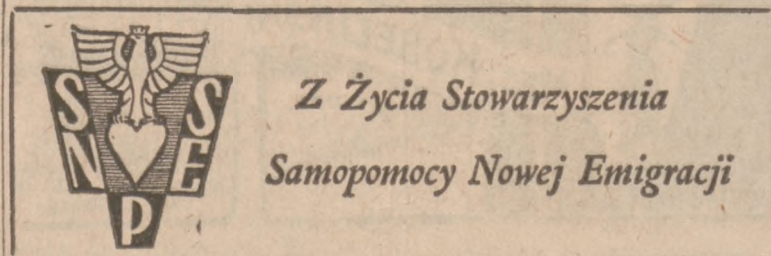 S S
N E
P
Z Życia Stowarzyszenia
Samopomocy Nowej Emigracji